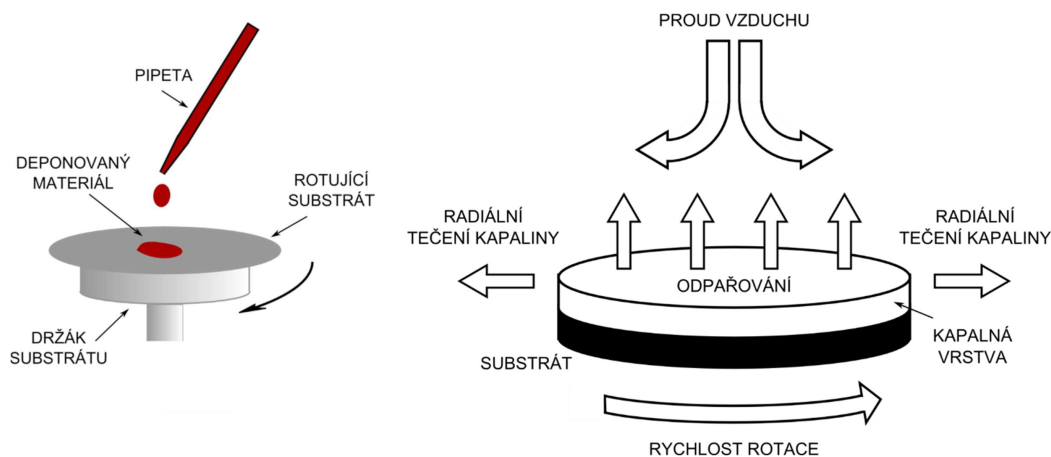 PIPETA
DEPONOVANÝ
MATERIÁL
ROTUJÍCÍ
SUBSTRÁT
DRŽÁK
SUBSTRÁTU
PROUD VZDUCHU
RADIÁLNÍ
TEČENÍ KAPALINY
RADIÁLNÍ
TEČENÍ KAPALINY
ODPAŘOVÁNÍ
SUBSTRÁT
KAPALNÁ
VRSTVA
RYCHLOST ROTACE